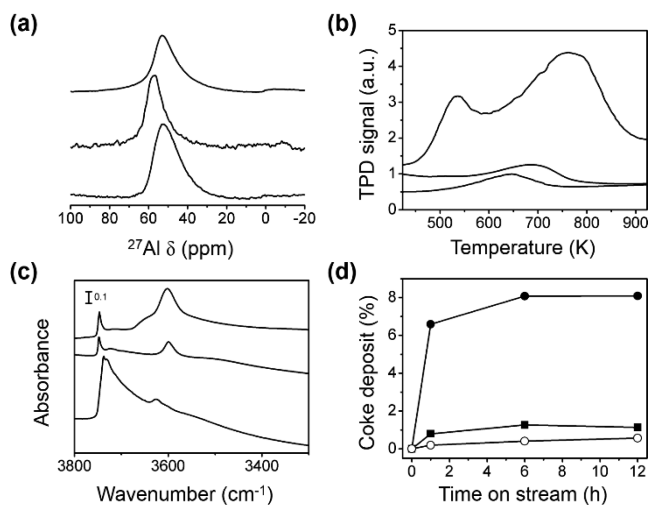 (a)
100 80 60 40 20 0 -20
²⁷Al δ (ppm)
(b)
TPD signal (a.u.)
5
4
3
2
1
0
500 600 700 800 900
Temperature (K)
(c)
0.1
Absorbance
3800 3600 3400
Wavenumber (cm⁻¹)
(d)
Coke deposit (%)
8
6
4
2
0
0 2 4 6 8 10 12
Time on stream (h)